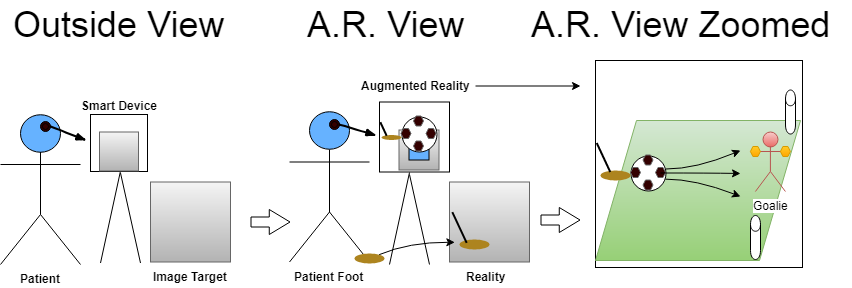 Outside View
A.R. View
A.R. View Zoomed
Smart Device
Augmented Reality
Goalie
Patient
Image Target
Patient Foot
Reality